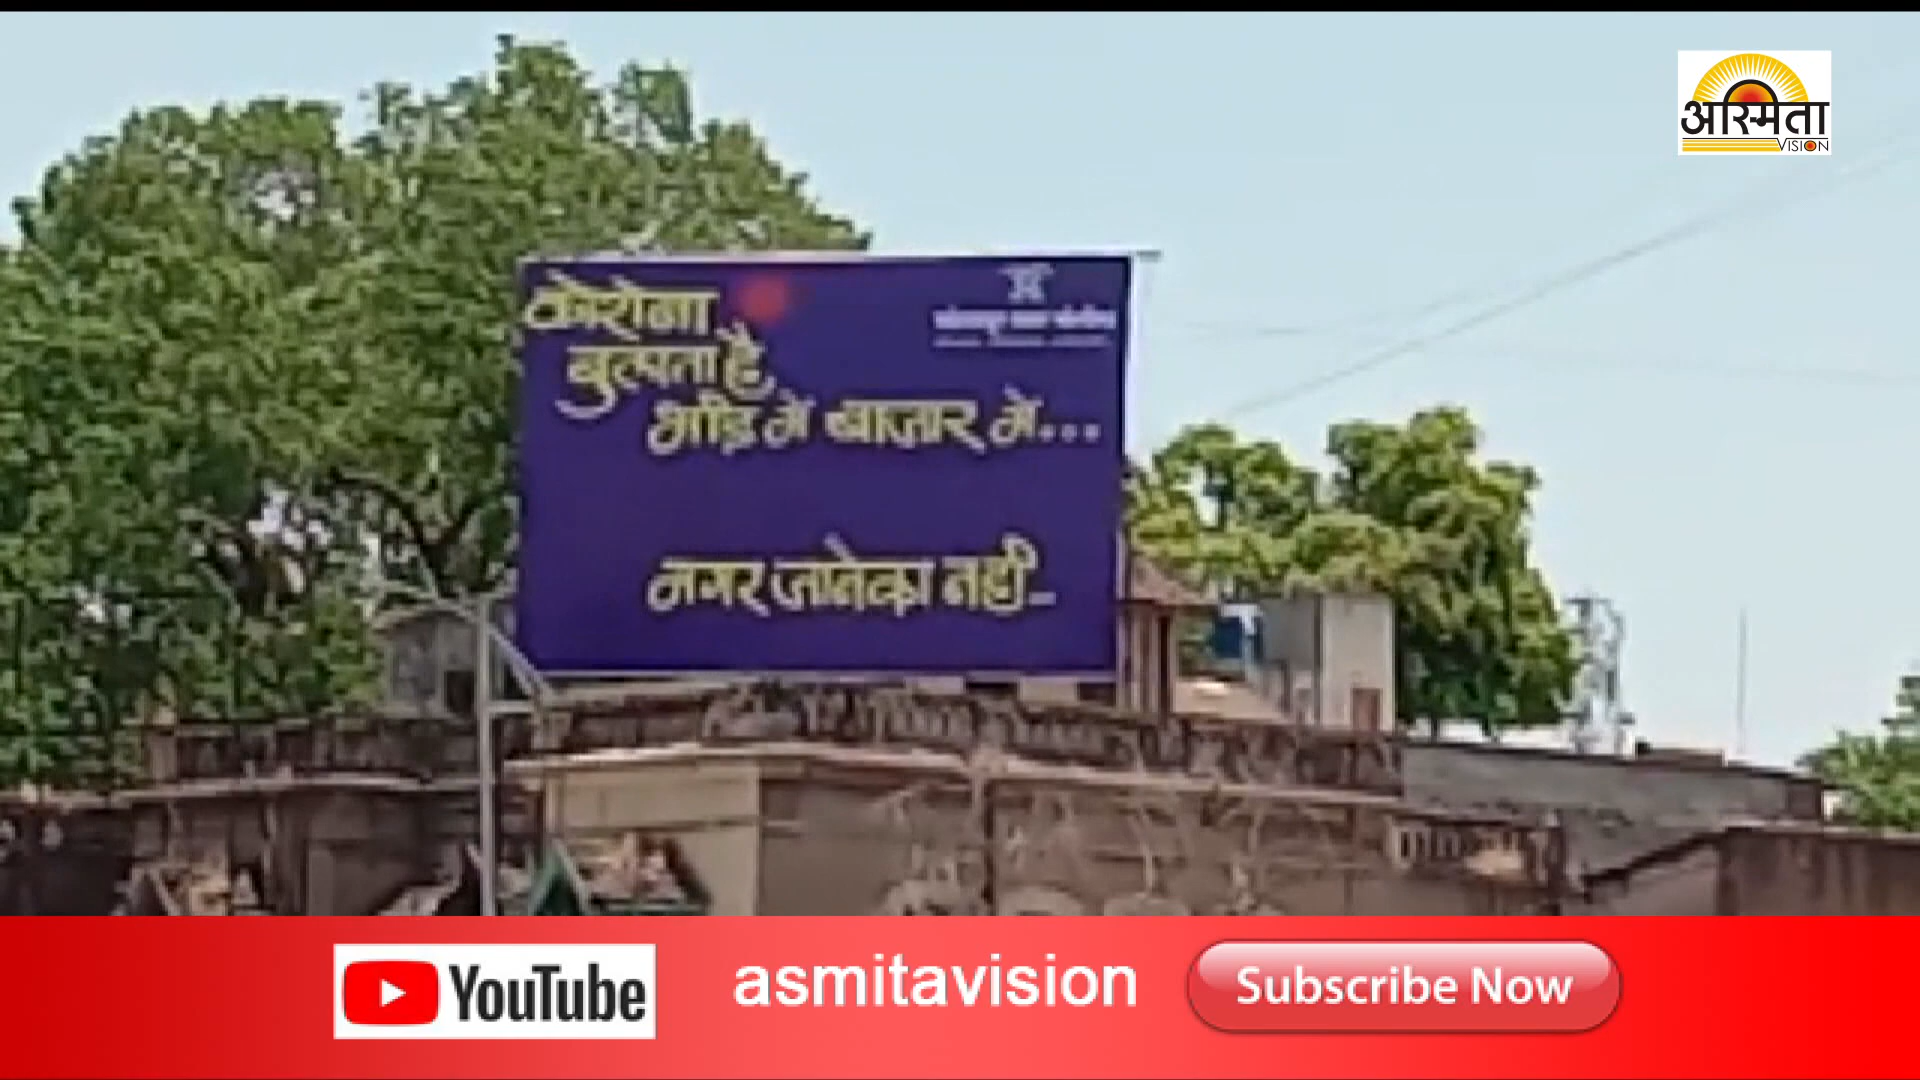 अस्मिता
VISION
कोरोना
बुलाता है,
भीड में बाज़ार में...
मगर जानेका नही..
YouTube
asmitavision
Subscribe Now